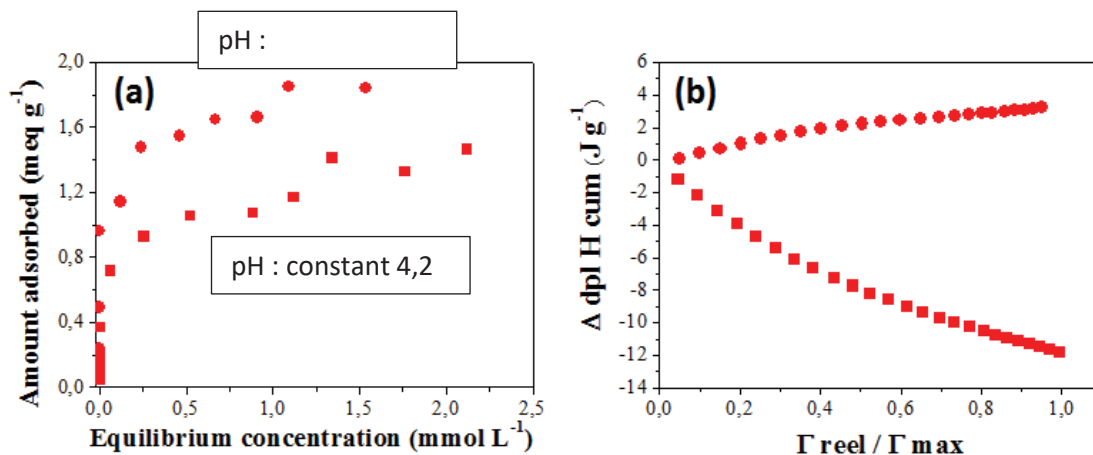 pH :
(a)
2,0
1,6
1,2
0,8
0,4
0,0
Amount adsorbed (meq g⁻¹)
pH : constant 4,2
0,0 0,5 1,0 1,5 2,0 2,5
Equilibrium concentration (mmol L⁻¹)
(b)
6
4
2
0
-2
-4
-6
-8
-10
-12
-14
Δ dpl H cum (J g⁻¹)
0,0 0,2 0,4 0,6 0,8 1,0
Γ reel / Γ max